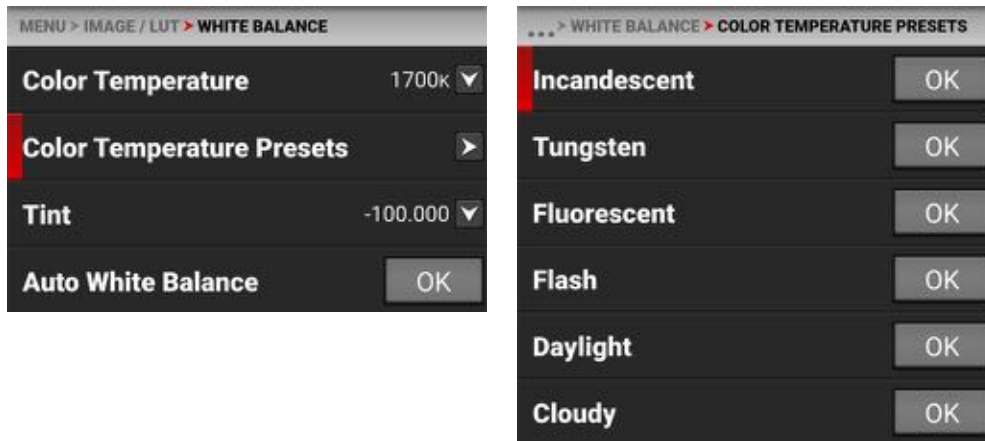 MENU > IMAGE / LUT > WHITE BALANCE
Color Temperature 1700K
Color Temperature Presets
Tint -100.000
Auto White Balance OK
...> WHITE BALANCE > COLOR TEMPERATURE PRESETS
Incandescent OK
Tungsten OK
Fluorescent OK
Flash OK
Daylight OK
Cloudy OK